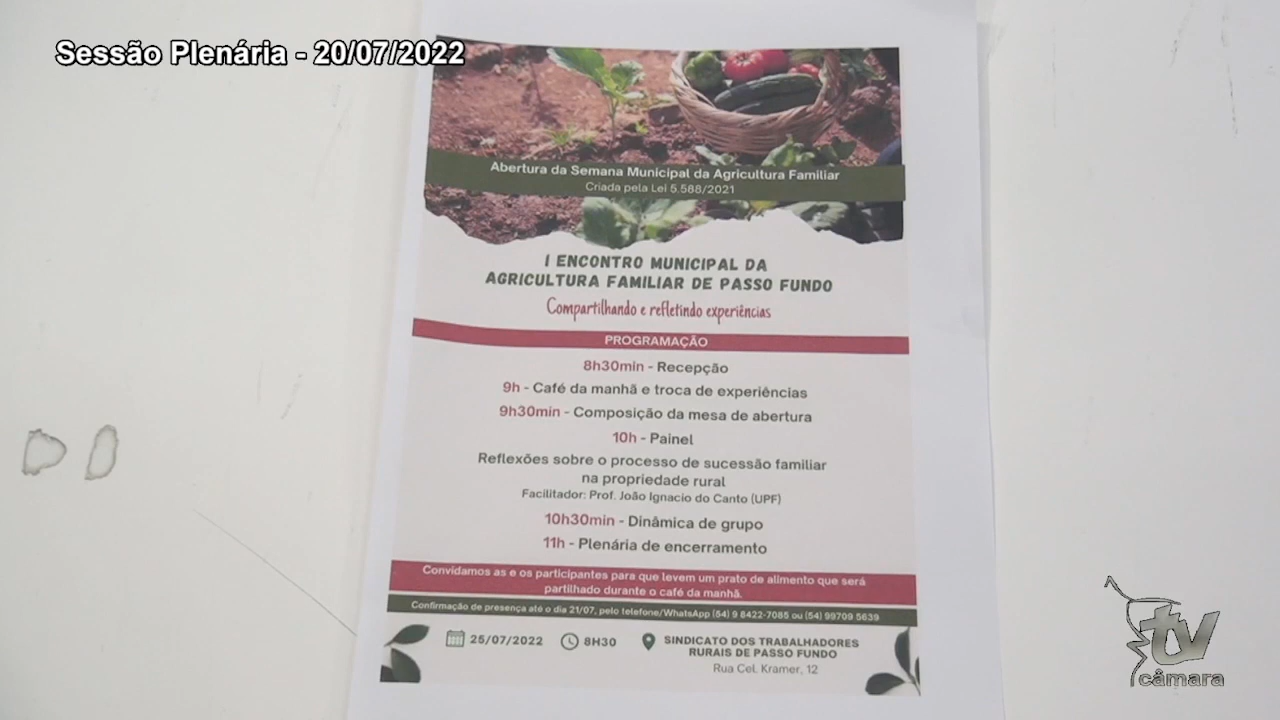 Sessão Plenária - 20/07/2022
Abertura da Semana Municipal da Agricultura Familiar
Criada pela Lei 5.588/2021
I ENCONTRO MUNICIPAL DA
AGRICULTURA FAMILIAR DE PASSO FUNDO
Compartilhando e refletindo experiências
PROGRAMAÇÃO
8h30min - Recepção
9h - Café da manhã e troca de experiências
9h30min - Composição da mesa de abertura
10h - Painel
Reflexões sobre o processo de sucessão familiar
na propriedade rural
Facilitador: Prof. João Ignacio do Canto (UPF)
10h30min - Dinâmica de grupo
11h - Plenária de encerramento
Convidamos as e os participantes para que levem um prato de alimento que será
partilhado durante o café da manhã.
Confirmação de presença até o dia 21/07, pelo telefone/WhatsApp (54) 9 8422-7085 ou (54) 99709 5639
25/07/2022
8H30
SINDICATO DOS TRABALHADORES
RURAIS DE PASSO FUNDO
Rua Cel. Kramer, 12
tv
câmara